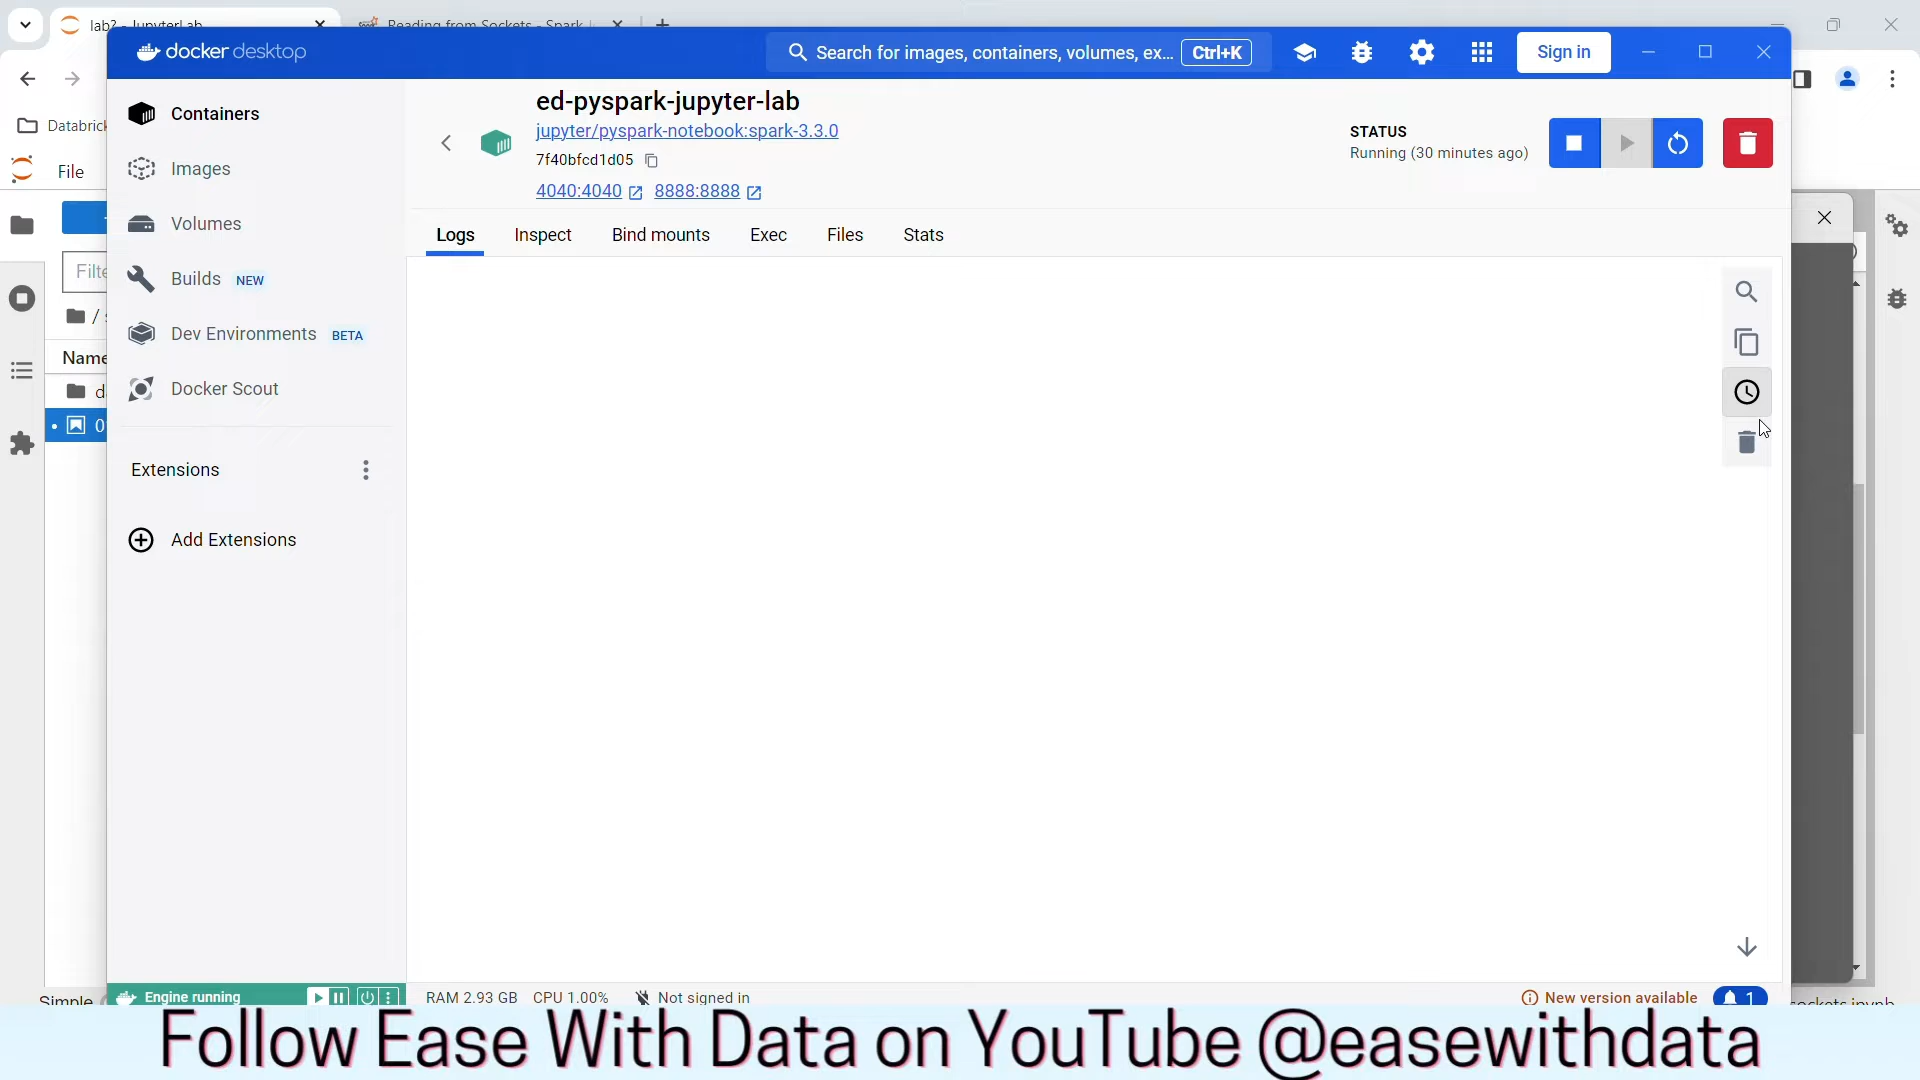 docker desktop
Search for images, containers, volumes, ex... Ctrl+K
Sign in
Databrick
File
Name
Simple
Containers
Images
Volumes
Builds NEW
Dev Environments BETA
Docker Scout
Extensions
Add Extensions
ed-pyspark-jupyter-lab
jupyter/pyspark-notebook:spark-3.3.0
7f40bfcd1d05
4040:4040 8888:8888
STATUS
Running (30 minutes ago)
Logs Inspect Bind mounts Exec Files Stats
Engine running
RAM 2.93 GB CPU 1.00% Not signed in
New version available 1
Follow Ease With Data on YouTube @easewithdata